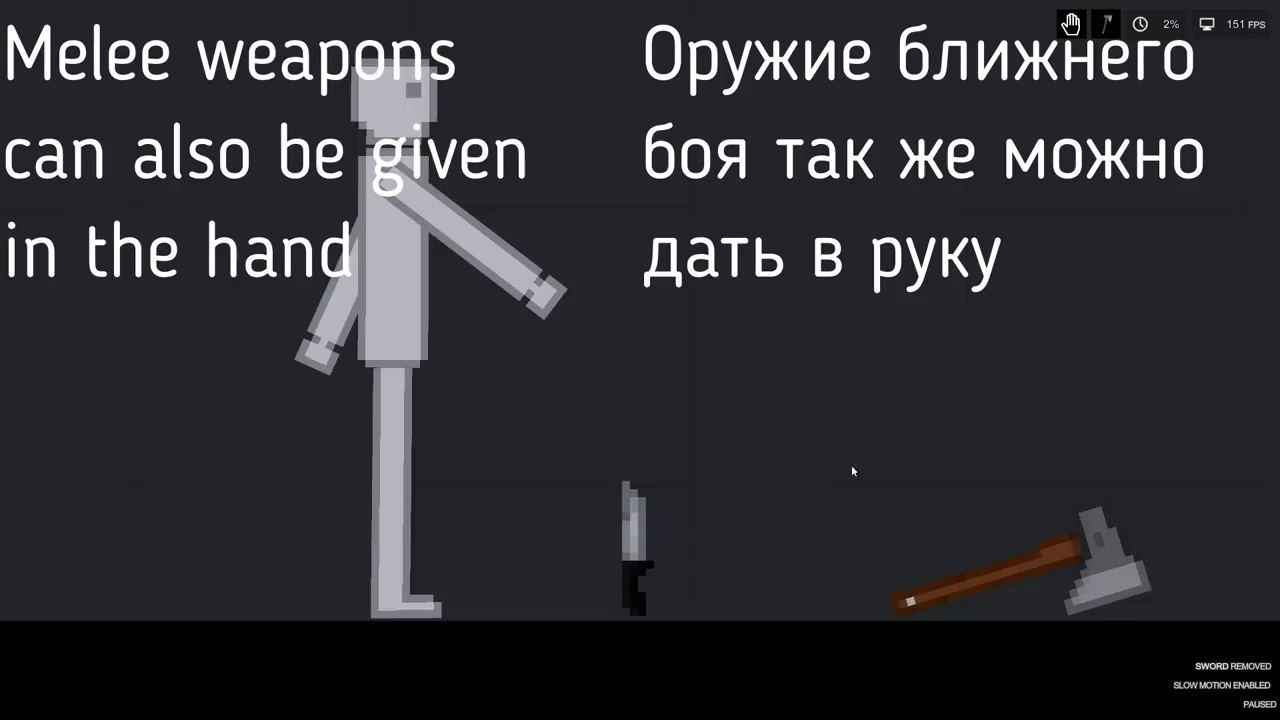 2%
151 FPS
Melee weapons
can also be given
in the hand
Оружие ближнего
боя так же можно
дать в руку
SWORD REMOVED
SLOW MOTION ENABLED
PAUSED